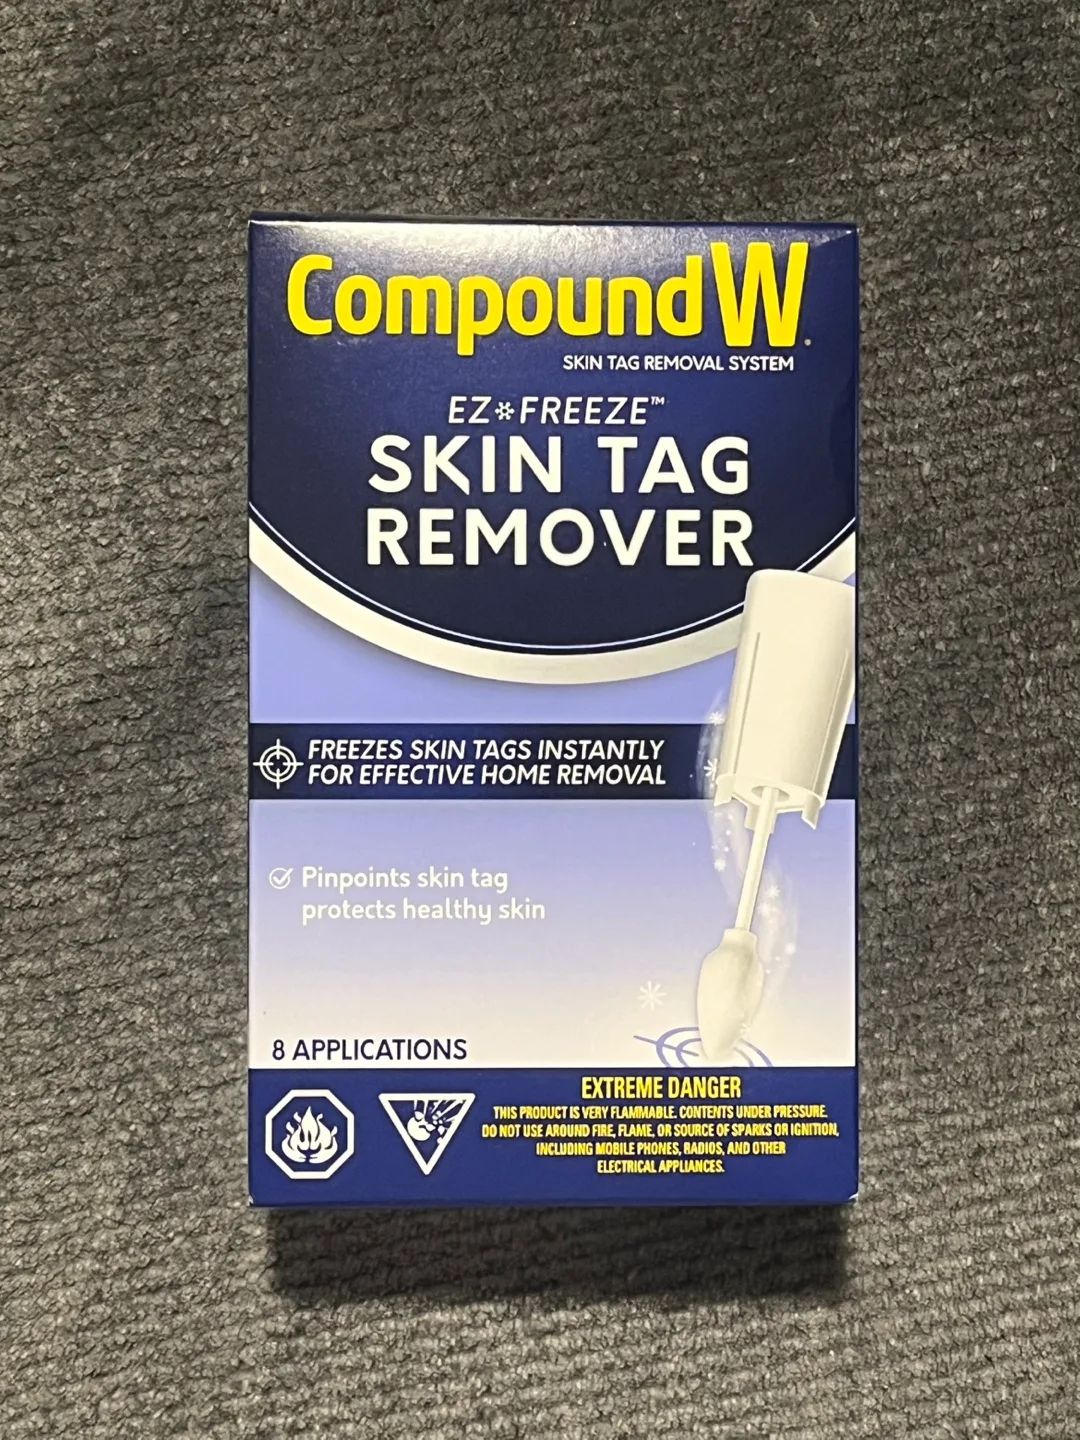 CompoundW®
SKIN TAG REMOVAL SYSTEM
EZ FREEZE™
SKIN TAG
REMOVER
FREEZES SKIN TAGS INSTANTLY
FOR EFFECTIVE HOME REMOVAL
Pinpoints skin tag
protects healthy skin
8 APPLICATIONS
EXTREME DANGER
THIS PRODUCT IS VERY FLAMMABLE. CONTENTS UNDER PRESSURE.
DO NOT USE AROUND FIRE, FLAME, OR SOURCE OF SPARKS OR IGNITION,
INCLUDING MOBILE PHONES, RADIOS, AND OTHER
ELECTRICAL APPLIANCES.